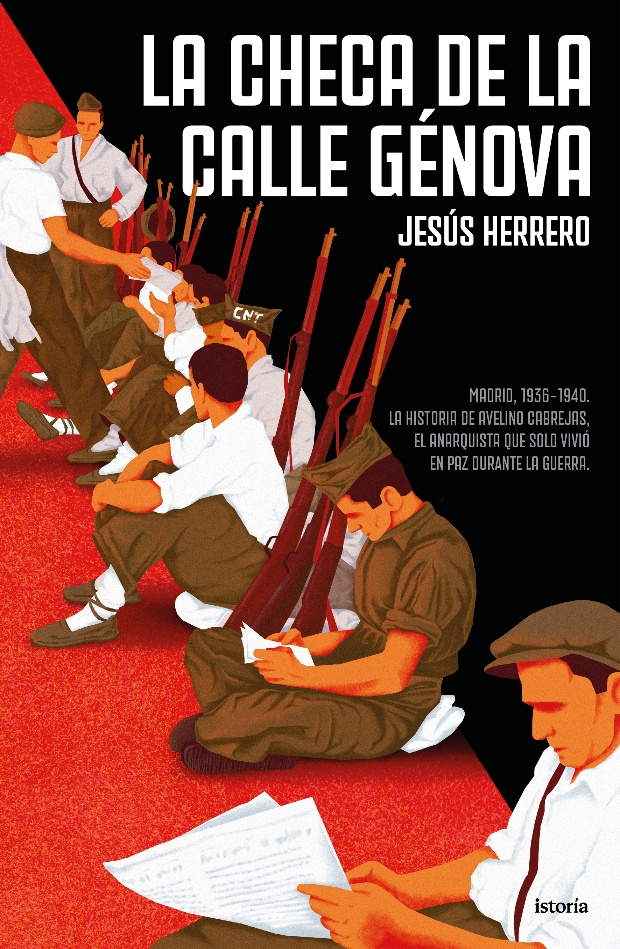 LA CHECA DE LA
CALLE GÉNOVA
JESÚS HERRERO
CNT
MADRID, 1936-1940.
LA HISTORIA DE AVELINO CABREJAS,
EL ANARQUISTA QUE SOLO VIVIÓ
EN PAZ DURANTE LA GUERRA.
istoría